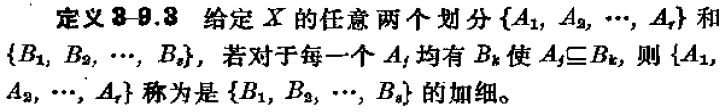 定义3-9.3 给定 X 的任意两个划分 {A₁, A₂, ⋯, Aᵣ} 和
{B₁, B₂, ⋯, Bₛ}, 若对于每一个 Aⱼ 均有 Bₖ 使 Aⱼ⊆Bₖ, 则 {A₁,
A₂, ⋯, Aᵣ} 称为是 {B₁, B₂, ⋯, Bₛ} 的加细。